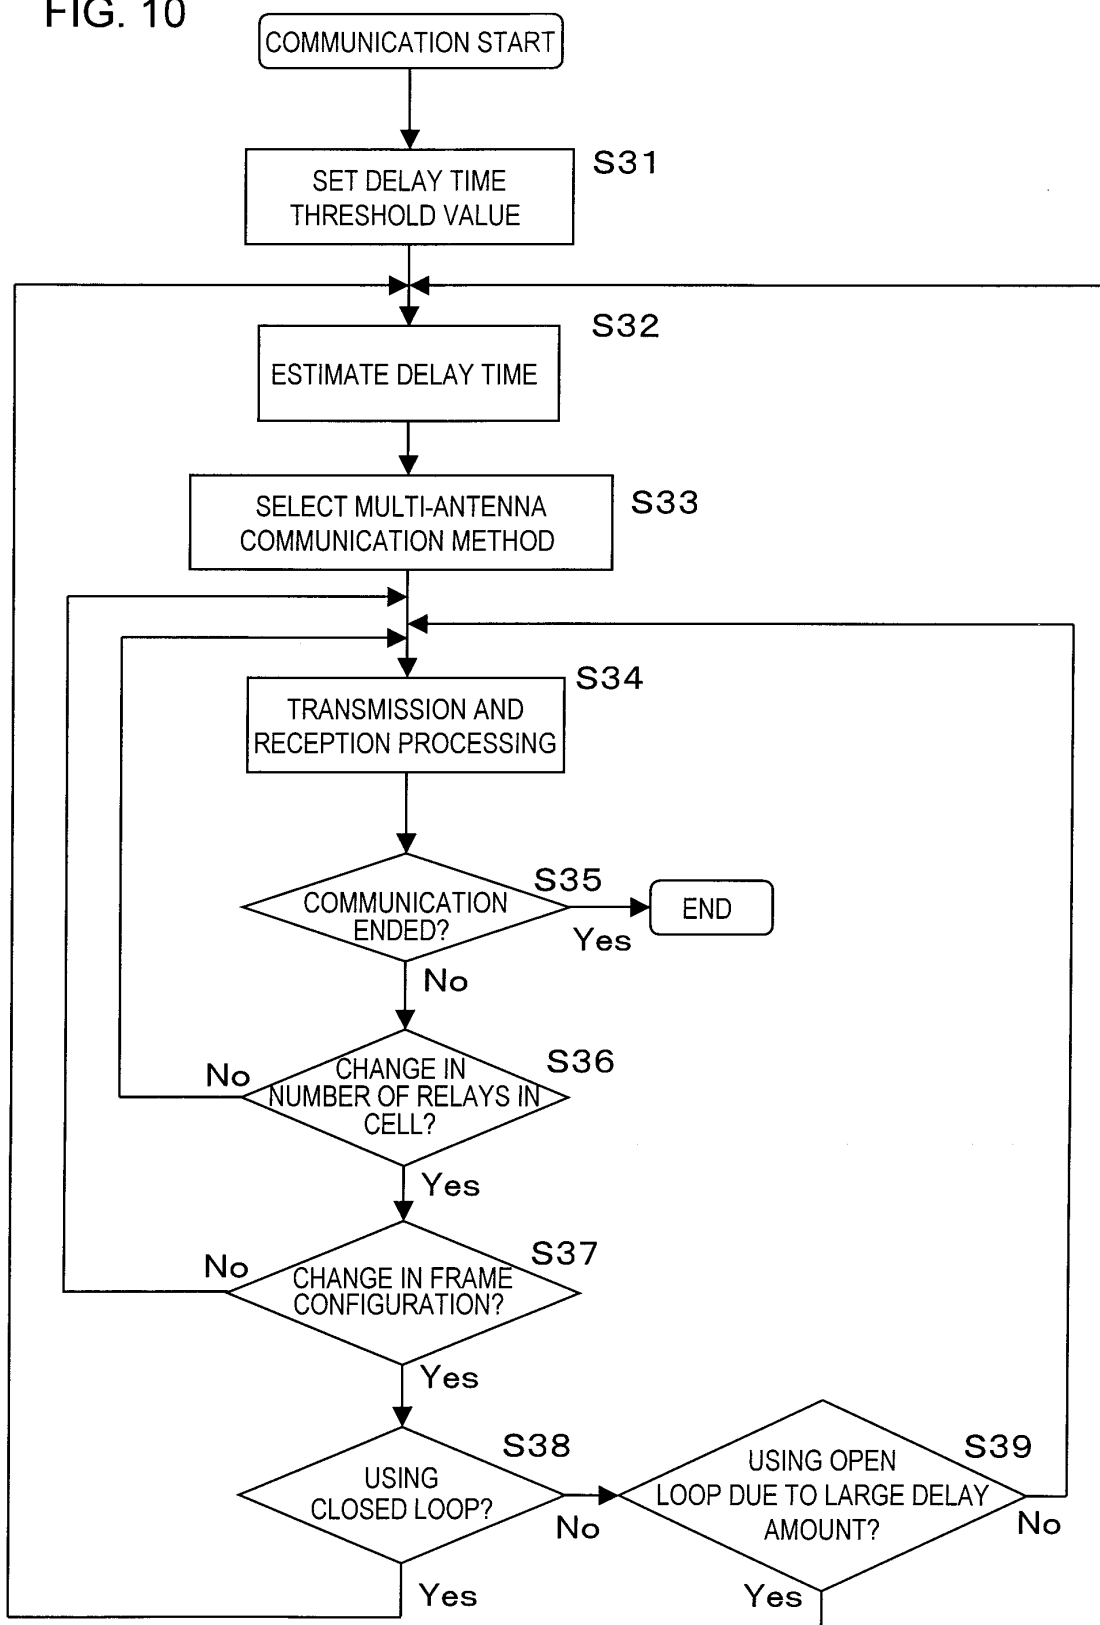 FIG. 10
COMMUNICATION START
S31
SET DELAY TIME
THRESHOLD VALUE
S32
ESTIMATE DELAY TIME
S33
SELECT MULTI-ANTENNA
COMMUNICATION METHOD
S34
TRANSMISSION AND
RECEPTION PROCESSING
S35
COMMUNICATION
ENDED?
END
Yes
No
S36
CHANGE IN
NUMBER OF RELAYS IN
CELL?
No
Yes
S37
CHANGE IN FRAME
CONFIGURATION?
No
Yes
S38
USING
CLOSED LOOP?
No
Yes
S39
USING OPEN
LOOP DUE TO LARGE DELAY
AMOUNT?
No
Yes